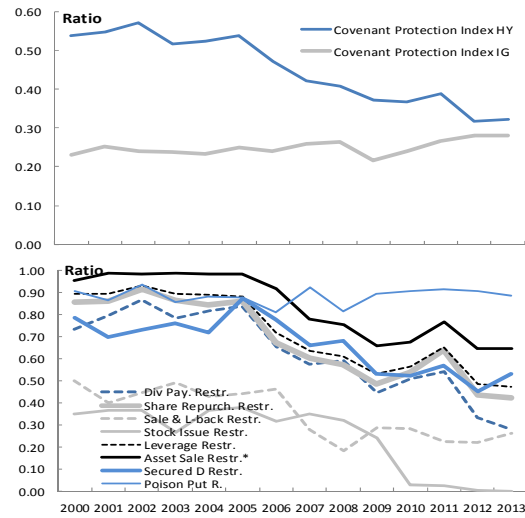 Ratio
0.60
0.50
0.40
0.30
0.20
0.10
0.00
Covenant Protection Index HY
Covenant Protection Index IG
Ratio
1.00
0.90
0.80
0.70
0.60
0.50
0.40
0.30
0.20
0.10
0.00
Div Pay. Restr.
Share Repurch. Restr.
Sale & L-back Restr.
Stock Issue Restr.
Leverage Restr.
Asset Sale Restr.*
Secured D Restr.
Poison Put R.
2000 2001 2002 2003 2004 2005 2006 2007 2008 2009 2010 2011 2012 2013